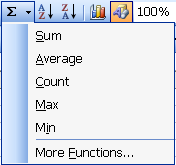 Σ A Z Z A 100%
Sum
Average
Count
Max
Min
More Functions...